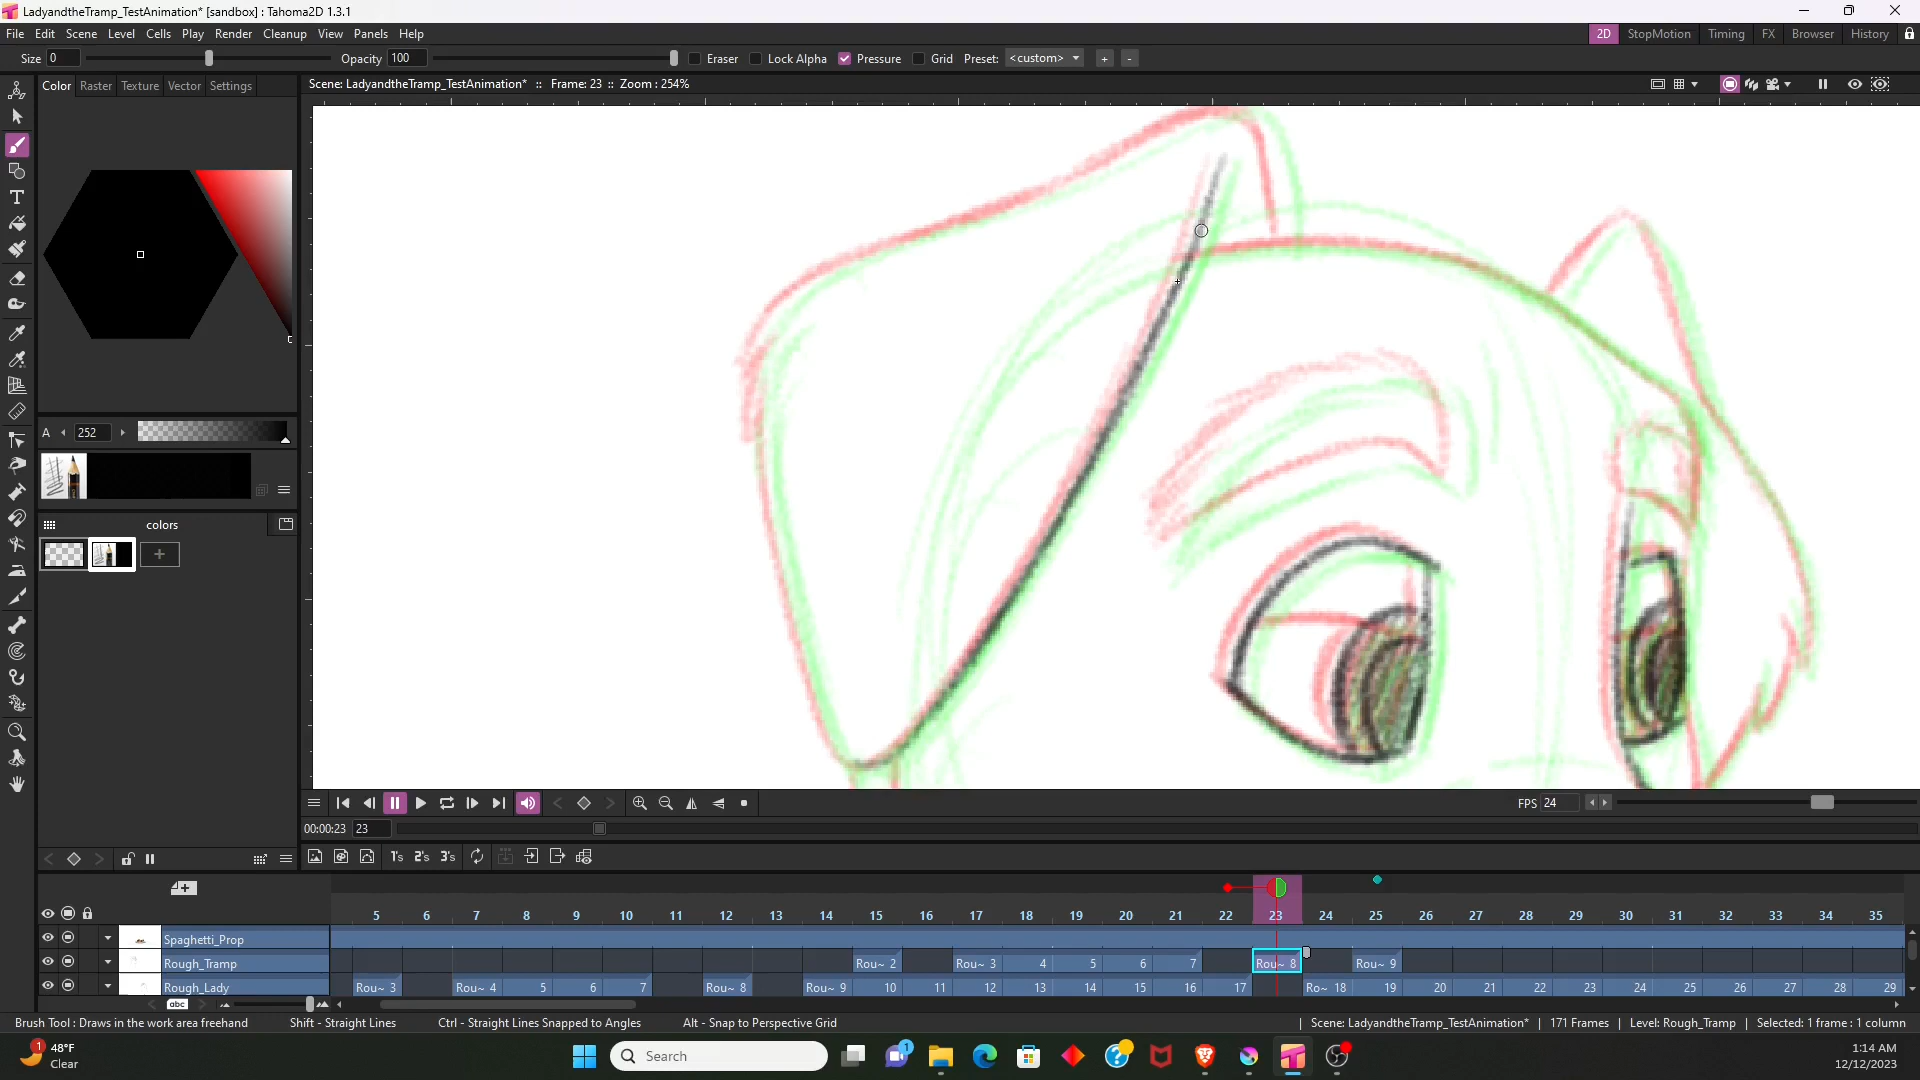 LadyandtheTramp_TestAnimation* [sandbox] : Tahoma2D 1.3.1
File Edit Scene Level Cells Play Render Cleanup View Panels Help
2D StopMotion Timing FX Browser History
Size 0 Opacity 100 Eraser Lock Alpha Pressure Grid Preset: <custom> + -
Color Raster Texture Vector Settings
Scene: LadyandtheTramp_TestAnimation* :: Frame: 23 :: Zoom : 254%
A 252
colors
+
FPS 24
00:00:23 23
1's 2's 3's
5 6 7 8 9 10 11 12 13 14 15 16 17 18 19 20 21 22 23 24 25 26 27 28 29 30 31 32 33 34 35
Spaghetti_Prop
Rough_Tramp Rou~ 2 Rou~ 3 4 5 6 7 Rou~ 8 Rou~ 9
Rough_Lady Rou~ 3 Rou~ 4 5 6 7 Rou~ 8 Rou~ 9 10 11 12 13 14 15 16 17 Ro~ 18 19 20 21 22 23 24 25 26 27 28 29
abc
Brush Tool : Draws in the work area freehand Shift - Straight Lines Ctrl - Straight Lines Snapped to Angles Alt - Snap to Perspective Grid | Scene: LadyandtheTramp_TestAnimation* | 171 Frames | Level: Rough_Tramp | Selected: 1 frame : 1 column
1 48°F
Clear
Search
1
1:14 AM
12/12/2023